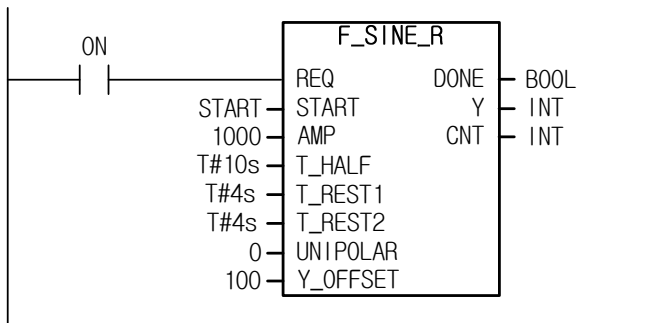 F_SINE_R
ON
REQ DONE BOOL
START START Y INT
1000 AMP CNT INT
T#10s T_HALF
T#4s T_REST1
T#4s T_REST2
0 UNIPOLAR
100 Y_OFFSET